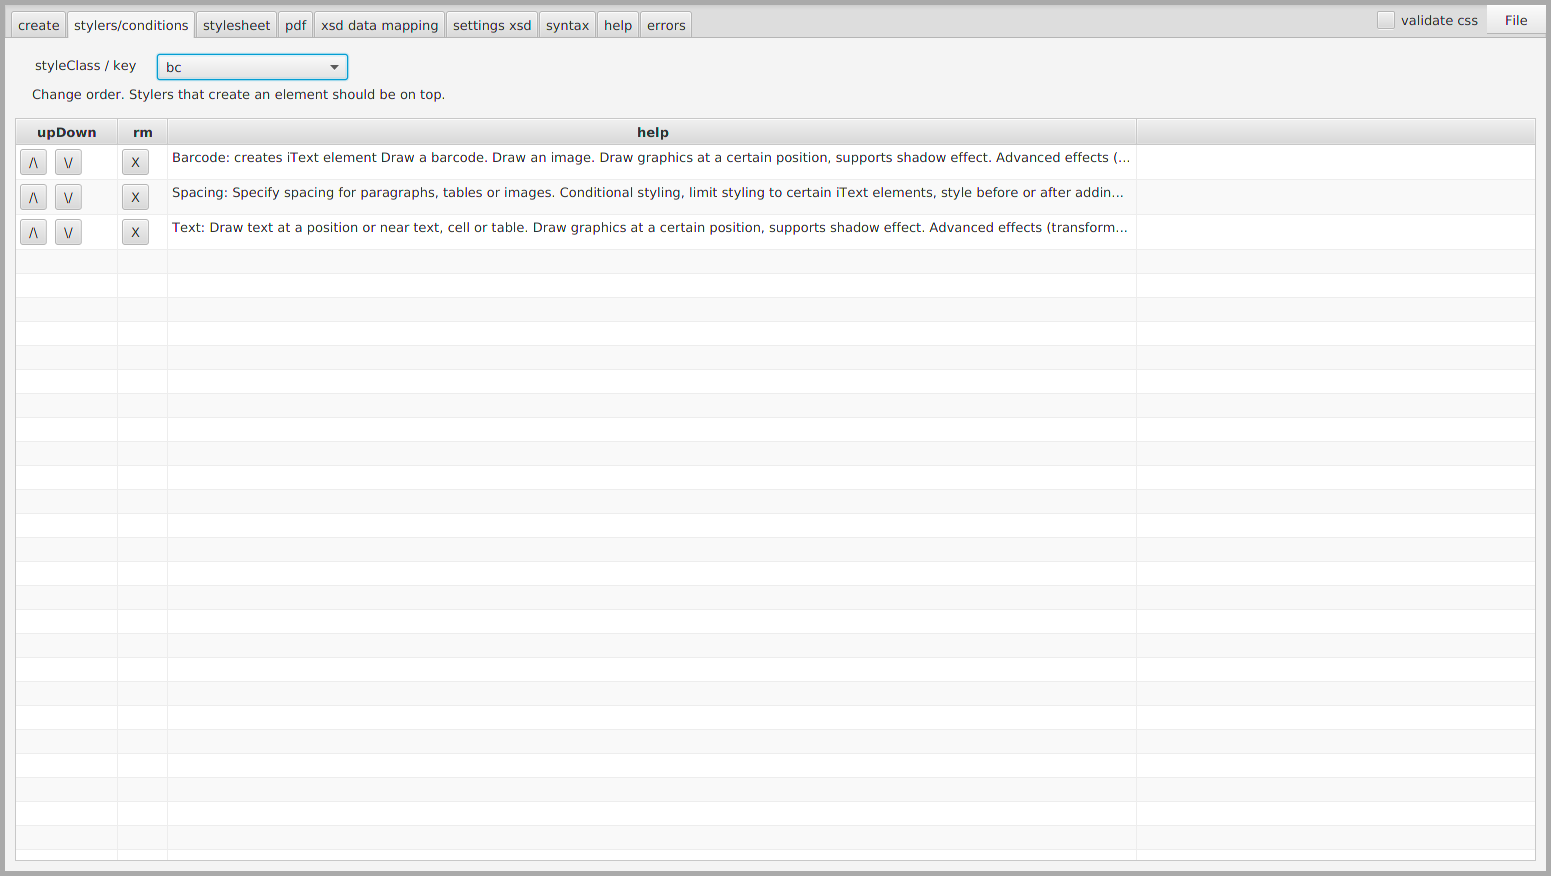 create stylers/conditions stylesheet pdf xsd data mapping settings xsd syntax help errors validate css File
styleClass / key bc
Change order. Stylers that create an element should be on top.
upDown rm help
/\ \/ X Barcode: creates iText element Draw a barcode. Draw an image. Draw graphics at a certain position, supports shadow effect. Advanced effects (...
/\ \/ X Spacing: Specify spacing for paragraphs, tables or images. Conditional styling, limit styling to certain iText elements, style before or after addin...
/\ \/ X Text: Draw text at a position or near text, cell or table. Draw graphics at a certain position, supports shadow effect. Advanced effects (transform...